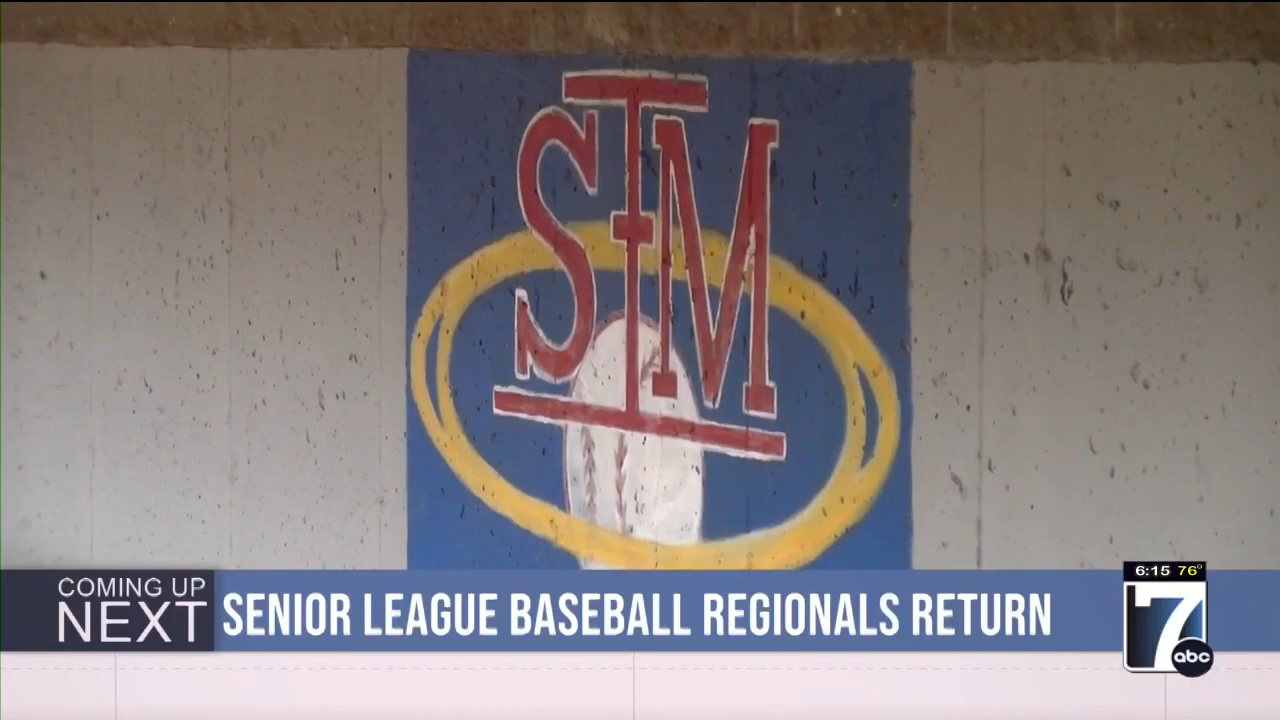 STM
COMING UP
NEXT
SENIOR LEAGUE BASEBALL REGIONALS RETURN
6:15 76°
7
abc